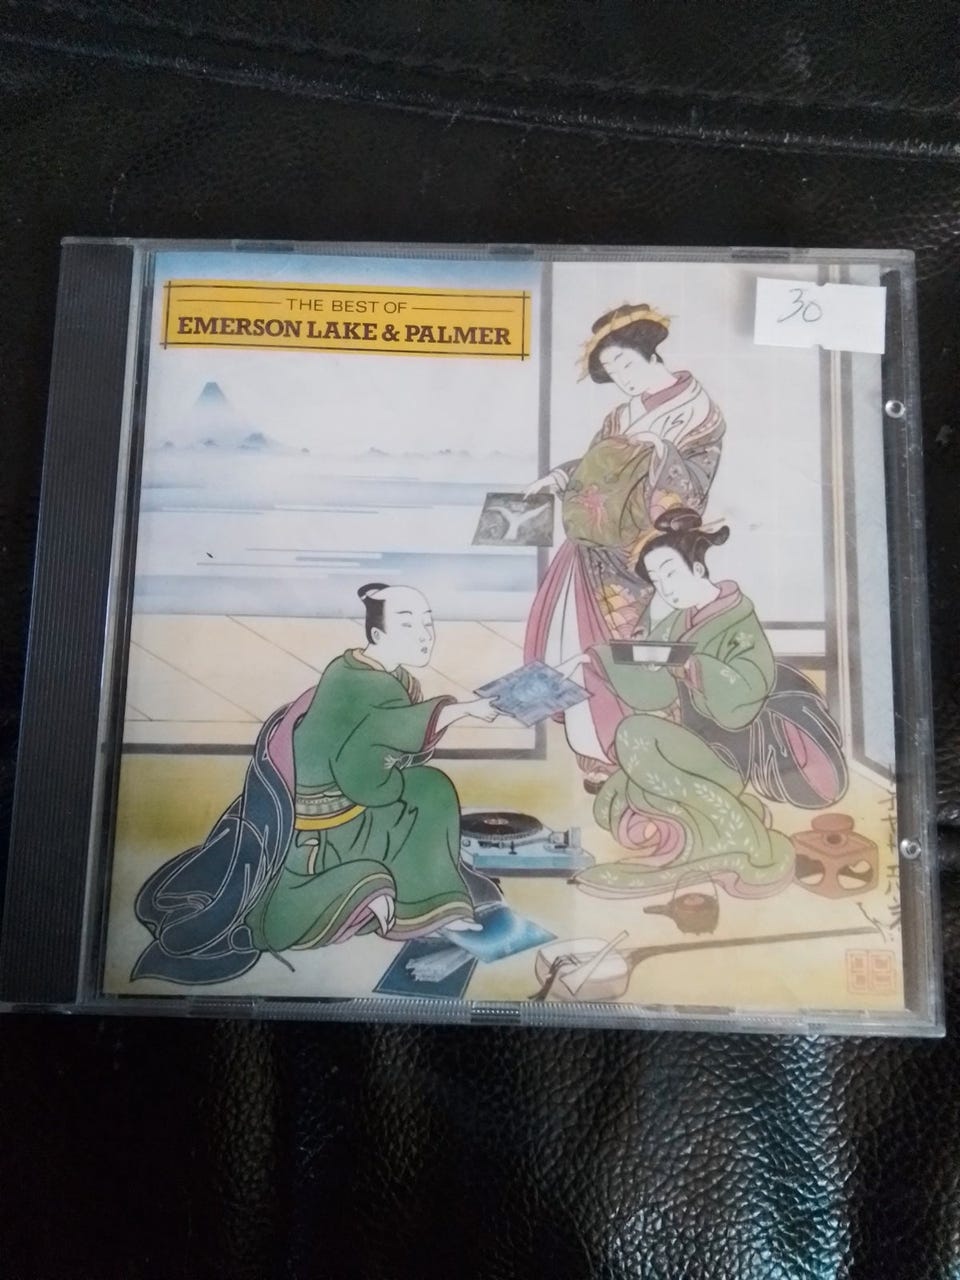 THE BEST OF
EMERSON LAKE & PALMER
30